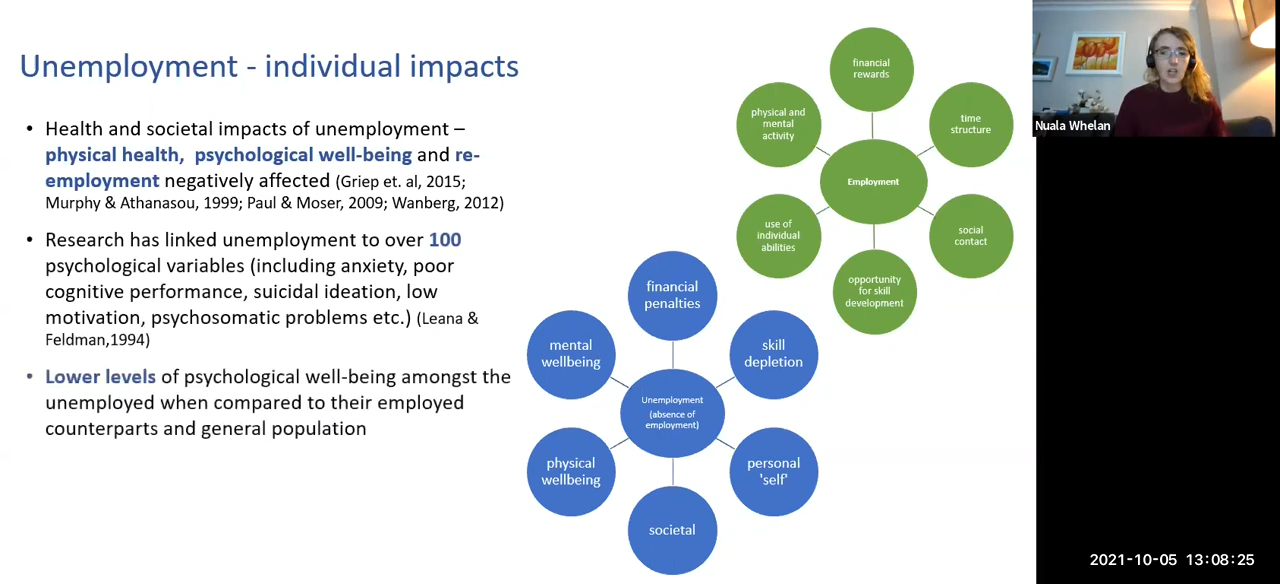 Unemployment - individual impacts
• Health and societal impacts of unemployment –
physical health, psychological well-being and re-
employment negatively affected (Griep et. al, 2015;
Murphy & Athanasou, 1999; Paul & Moser, 2009; Wanberg, 2012)
• Research has linked unemployment to over 100
psychological variables (including anxiety, poor
cognitive performance, suicidal ideation, low
motivation, psychosomatic problems etc.) (Leana &
Feldman,1994)
• Lower levels of psychological well-being amongst the
unemployed when compared to their employed
counterparts and general population
financial
rewards
time
structure
social
contact
opportunity
for skill
development
use of
individual
abilities
physical and
mental
activity
Employment
financial
penalties
skill
depletion
personal
'self'
societal
physical
wellbeing
mental
wellbeing
Unemployment
(absence of
employment)
Nuala Whelan
2021-10-05 13:08:25